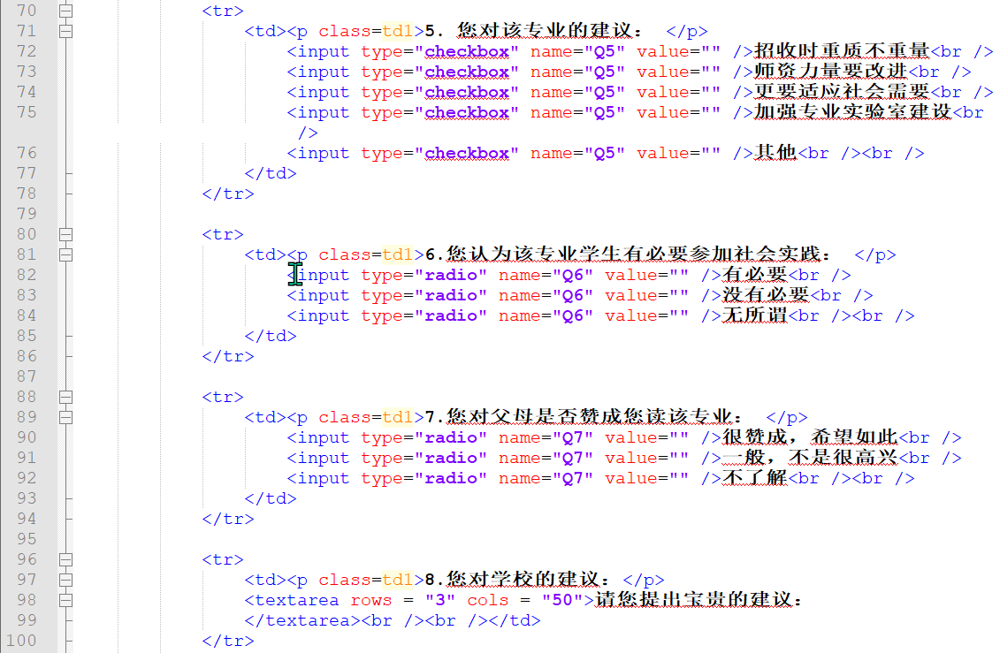 70 <tr>
71 <td><p class=td1>5. 您对该专业的建议： </p>
72 <input type="checkbox" name="Q5" value="" />招收时重质不重量<br />
73 <input type="checkbox" name="Q5" value="" />师资力量要改进<br />
74 <input type="checkbox" name="Q5" value="" />更要适应社会需要<br />
75 <input type="checkbox" name="Q5" value="" />加强专业实验室建设<br
/>
76 <input type="checkbox" name="Q5" value="" />其他<br /><br />
77 </td>
78 </tr>
79
80 <tr>
81 <td><p class=td1>6.您认为该专业学生有必要参加社会实践： </p>
82 <input type="radio" name="Q6" value="" />有必要<br />
83 <input type="radio" name="Q6" value="" />没有必要<br />
84 <input type="radio" name="Q6" value="" />无所谓<br /><br />
85 </td>
86 </tr>
87
88 <tr>
89 <td><p class=td1>7.您对父母是否赞成您读该专业： </p>
90 <input type="radio" name="Q7" value="" />很赞成，希望如此<br />
91 <input type="radio" name="Q7" value="" />一般，不是很高兴<br />
92 <input type="radio" name="Q7" value="" />不了解<br /><br />
93 </td>
94 </tr>
95
96 <tr>
97 <td><p class=td1>8.您对学校的建议：</p>
98 <textarea rows = "3" cols = "50">请您提出宝贵的建议：
99 </textarea><br /><br /></td>
100 </tr>